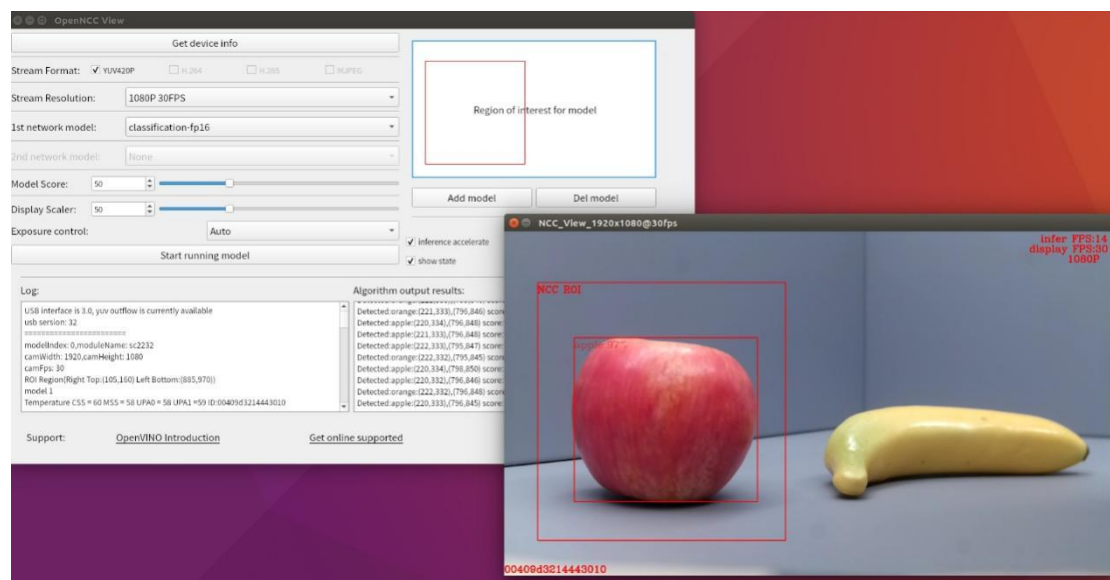 OpenNCC View
Get device info
Stream Format: YUV420P H.264 H.265 MJPEG
Stream Resolution: 1080P 30FPS
1st network model: classification-fp16
2nd network model: None
Model Score: 50
Display Scaler: 50
Exposure control: Auto
Start running model
Region of interest for model
Add model Del model
inference accelerate
show state
Log:
USB interface is 3.0, yuv outflow is currently available
usb sersion: 32
========================
modelIndex: 0,moduleName: sc2232
camWidth: 1920,camHeight: 1080
camFps: 30
ROI Region(Right Top:(105,160) Left Bottom:(885,970))
model 1
Temperature CSS = 60 MSS = 58 UPA0 = 58 UPA1 =59 ID:00409d3214443010
Algorithm output results:
Detected:orange:(221,333),(796,846) score:
Detected:apple:(220,334),(796,848) score:
Detected:apple:(221,333),(796,848) score:
Detected:apple:(222,333),(795,847) score:
Detected:orange:(222,332),(795,845) score
Detected:apple:(220,334),(798,850) score:
Detected:apple:(220,332),(796,846) score:
Detected:orange:(222,332),(796,848) score
Detected:apple:(220,333),(796,845) score:
Support: OpenVINO Introduction Get online supported
NCC_View_1920x1080@30fps
infer FPS:14
display FPS:30
1080P
NCC ROI
apple 97%
00409d3214443010